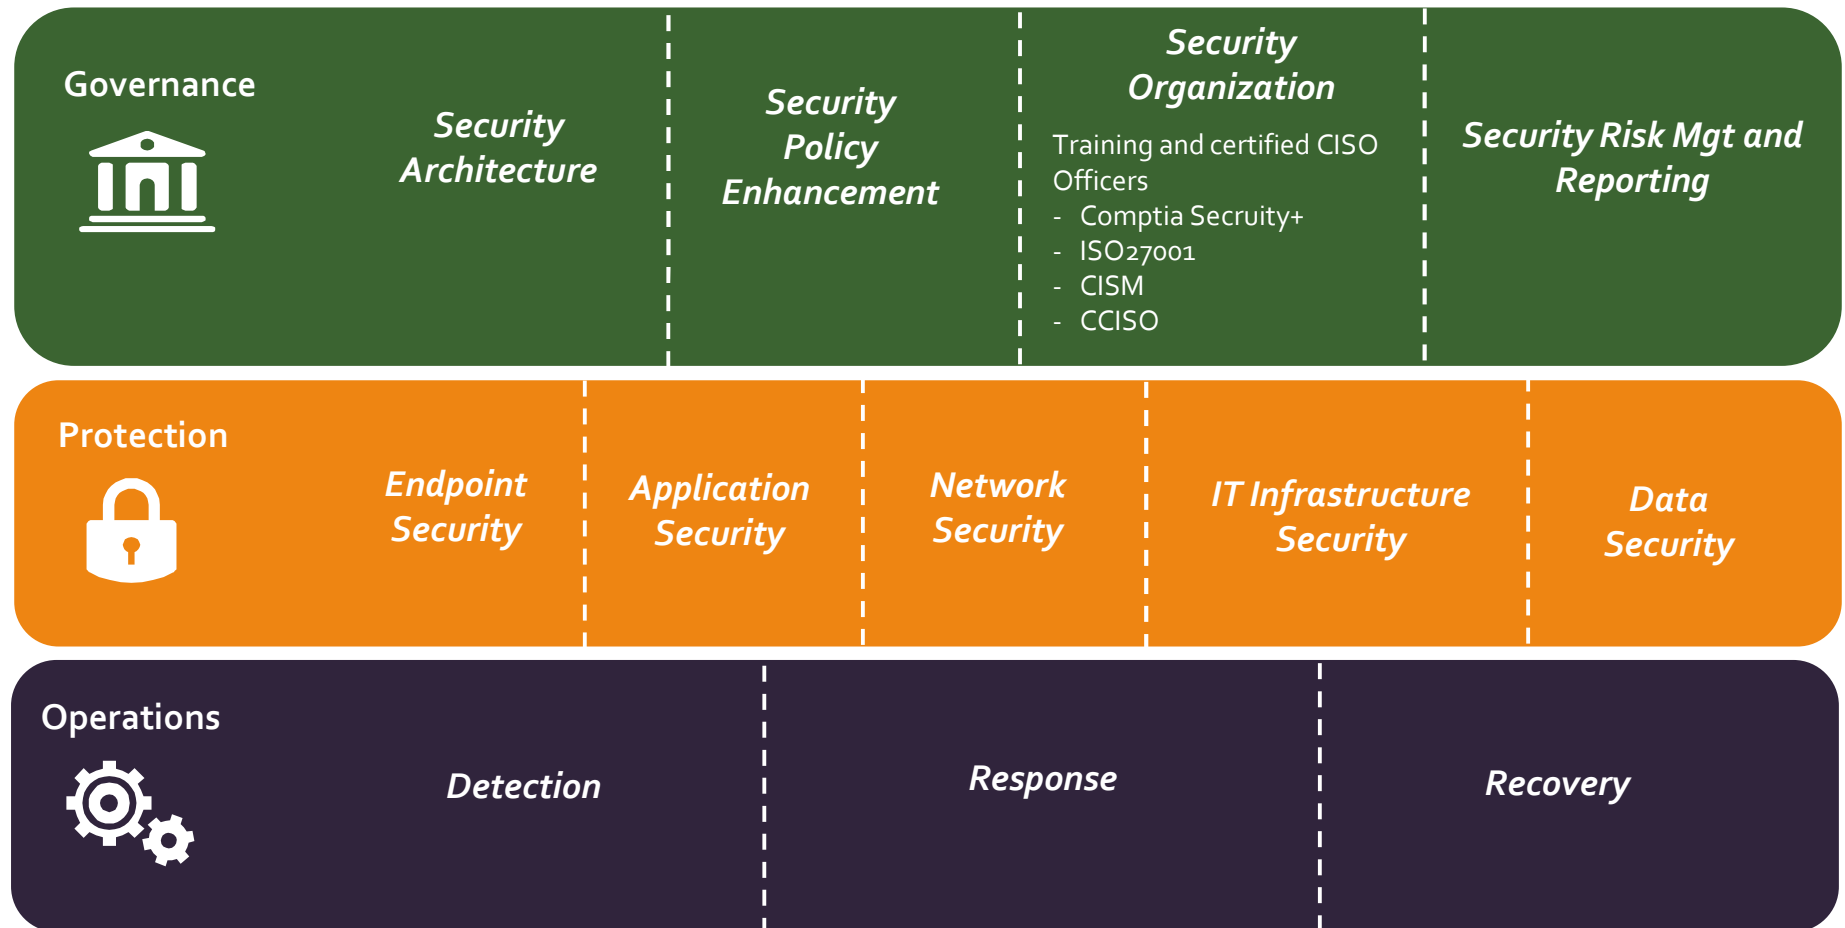 Governance
Security
Architecture
Security
Policy
Enhancement
Security
Organization
Training and certified CISO
Officers
- Comptia Secruity+
- ISO27001
- CISM
- CCISO
Security Risk Mgt and
Reporting
Protection
Endpoint
Security
Application
Security
Network
Security
IT Infrastructure
Security
Data
Security
Operations
Detection
Response
Recovery